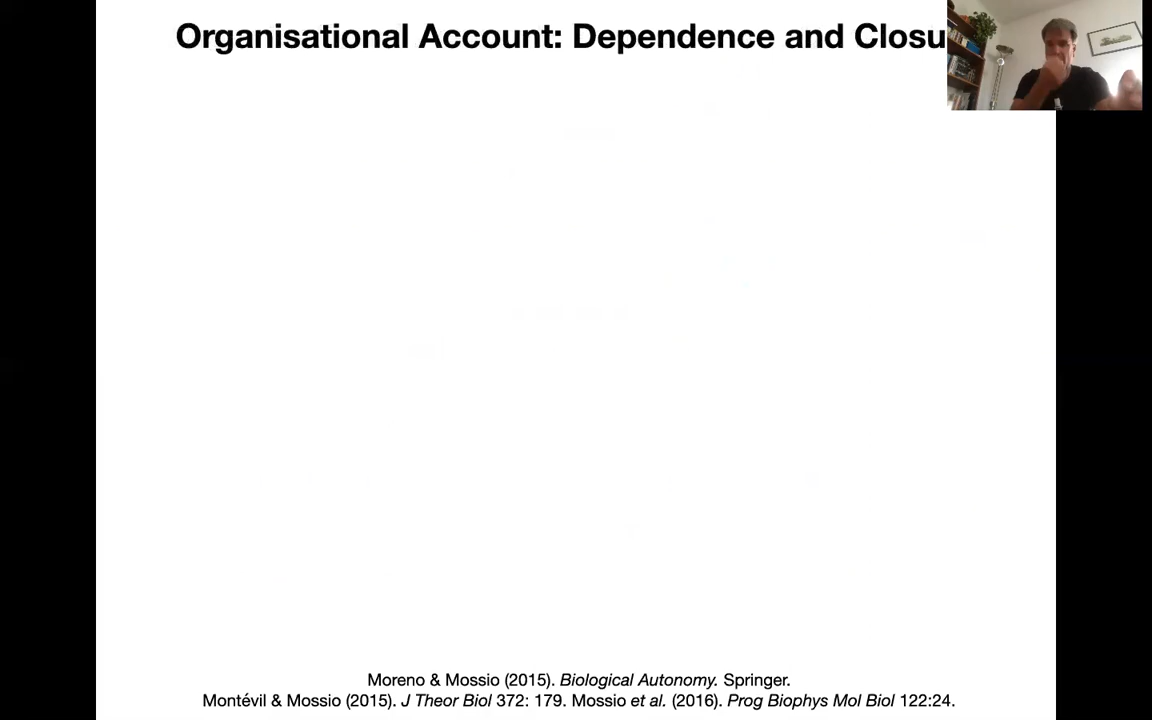 Organisational Account: Dependence and Closu
Moreno & Mossio (2015). Biological Autonomy. Springer.
Montévil & Mossio (2015). J Theor Biol 372: 179. Mossio et al. (2016). Prog Biophys Mol Biol 122:24.